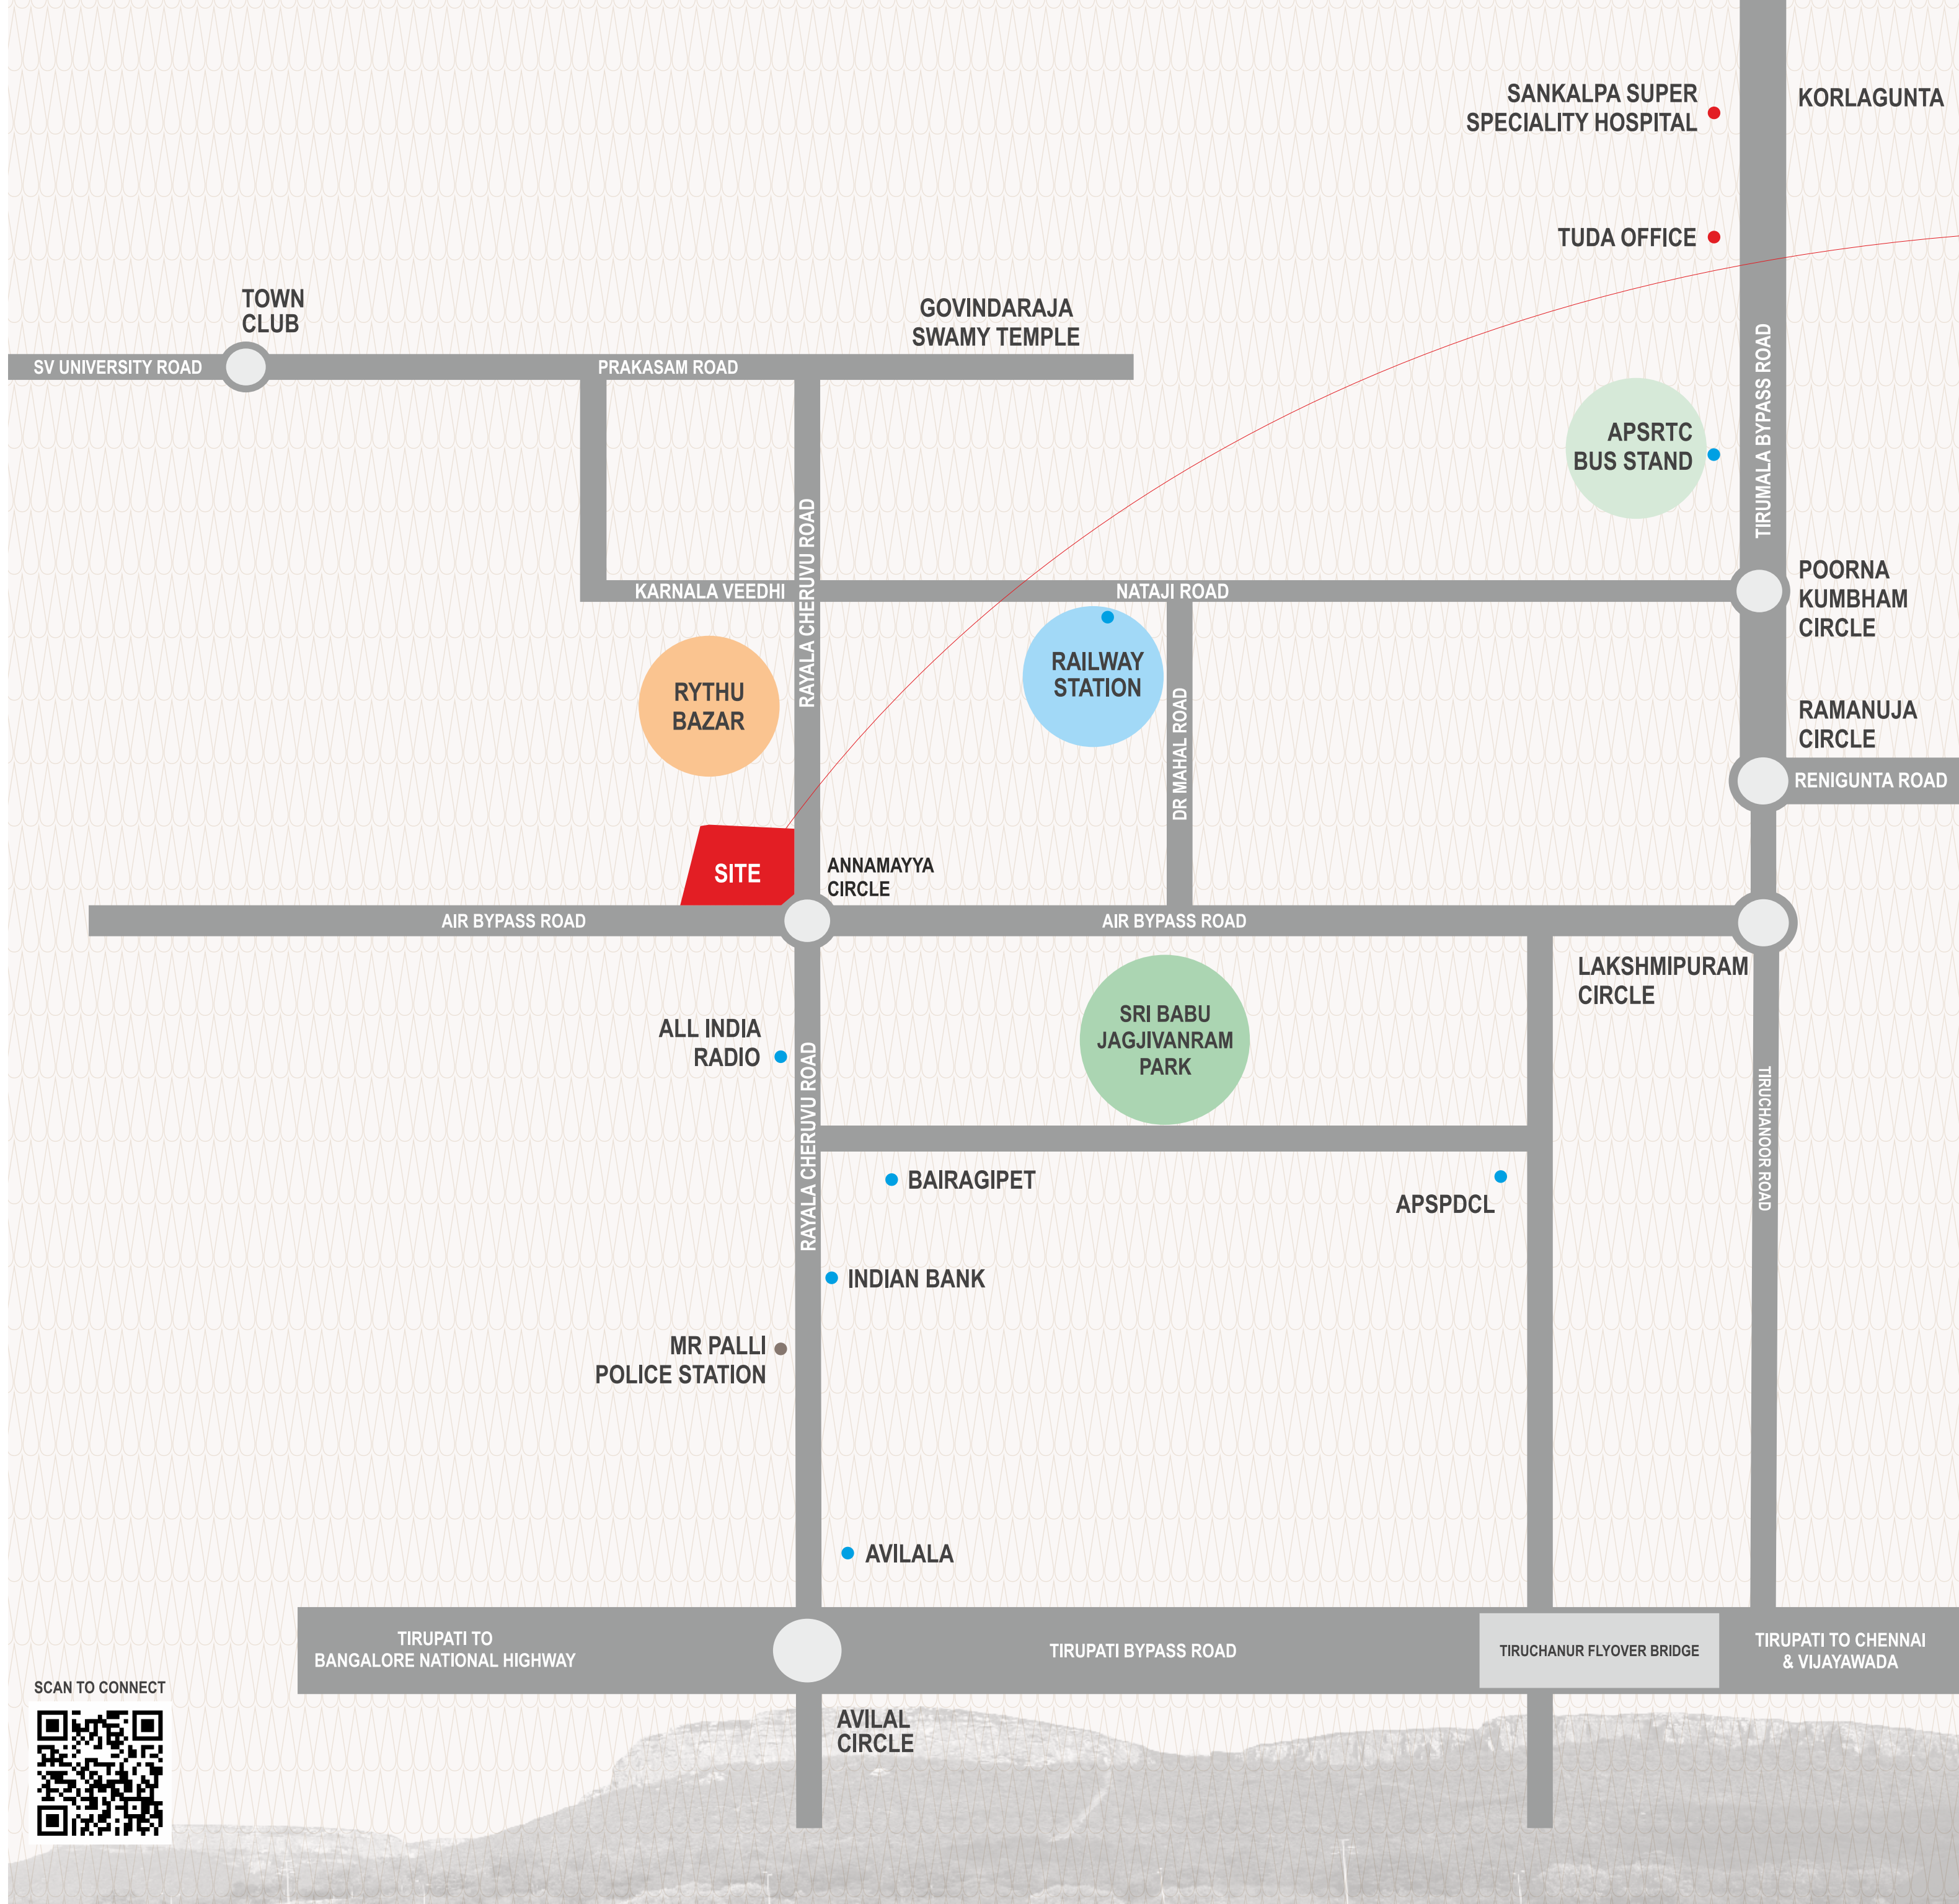 SANKALPA SUPER
SPECIALITY HOSPITAL
KORLAGUNTA
TUDA OFFICE
TOWN
CLUB
GOVINDARAJA
SWAMY TEMPLE
SV UNIVERSITY ROAD
PRAKASAM ROAD
TIRUMALA BYPASS ROAD
APSRTC
BUS STAND
RAYALA CHERUVU ROAD
KARNALA VEEDHI
NATAJI ROAD
POORNA
KUMBHAM
CIRCLE
RYTHU
BAZAR
RAILWAY
STATION
DR MAHAL ROAD
RAMANUJA
CIRCLE
RENIGUNTA ROAD
SITE
ANNAMAYYA
CIRCLE
AIR BYPASS ROAD
AIR BYPASS ROAD
LAKSHMIPURAM
CIRCLE
SRI BABU
JAGJIVANRAM
PARK
ALL INDIA
RADIO
RAYALA CHERUVU ROAD
TIRUCHANOOR ROAD
BAIRAGIPET
APSPDCL
INDIAN BANK
MR PALLI
POLICE STATION
AVILALA
TIRUPATI TO
BANGALORE NATIONAL HIGHWAY
TIRUPATI BYPASS ROAD
TIRUCHANUR FLYOVER BRIDGE
TIRUPATI TO CHENNAI
& VIJAYAWADA
SCAN TO CONNECT
AVILAL
CIRCLE